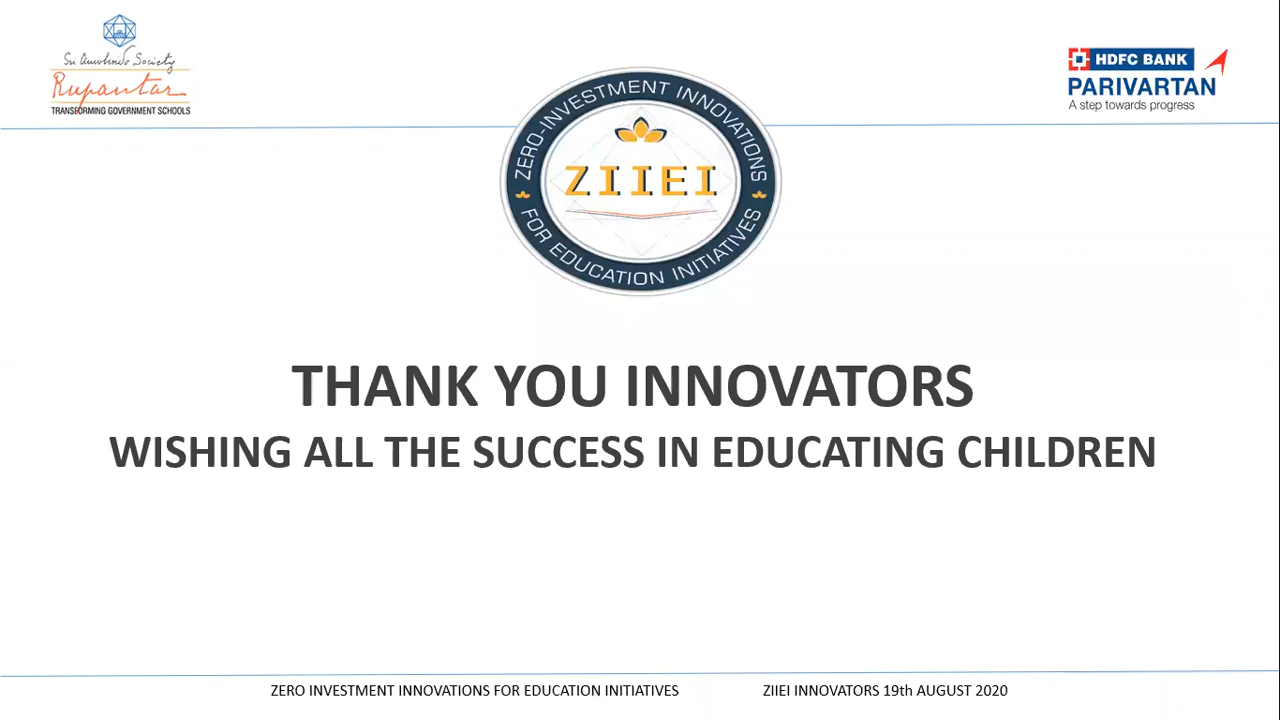 Sri Aurobindo Society
Rupantar
TRANSFORMING GOVERNMENT SCHOOLS
HDFC BANK
PARIVARTAN
A step towards progress
ZERO-INVESTMENT INNOVATIONS
ZIIEI
FOR EDUCATION INITIATIVES
THANK YOU INNOVATORS
WISHING ALL THE SUCCESS IN EDUCATING CHILDREN
ZERO INVESTMENT INNOVATIONS FOR EDUCATION INITIATIVES ZIIEI INNOVATORS 19th AUGUST 2020